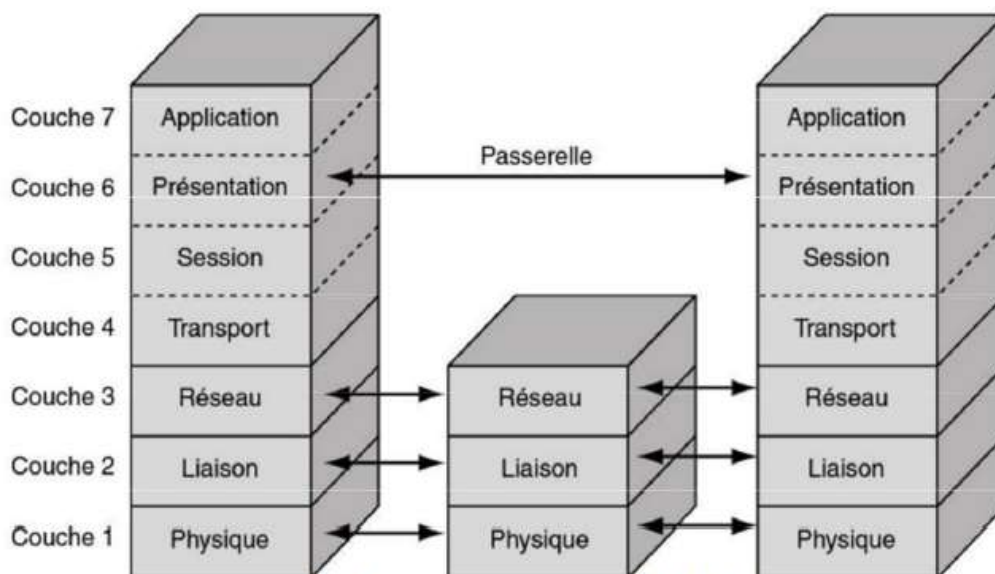 Couche 7 Application Application
Passerelle
Couche 6 Présentation Présentation
Couche 5 Session Session
Couche 4 Transport Transport
Couche 3 Réseau Réseau Réseau
Couche 2 Liaison Liaison Liaison
Couche 1 Physique Physique Physique